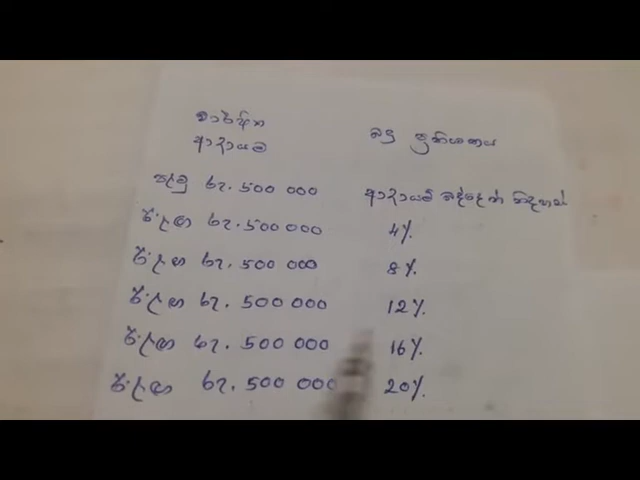 වාර්ෂික
ආදායම බදු ප්‍රතිශතය
පළමු රු. 500 000 ආදායම් බද්දෙන් නිදහස්
ඊළඟ රු. 500 000 4%
ඊළඟ රු. 500 000 8%
ඊළඟ රු. 500 000 12%
ඊළඟ රු. 500 000 16%
ඊළඟ රු. 500 000 20%